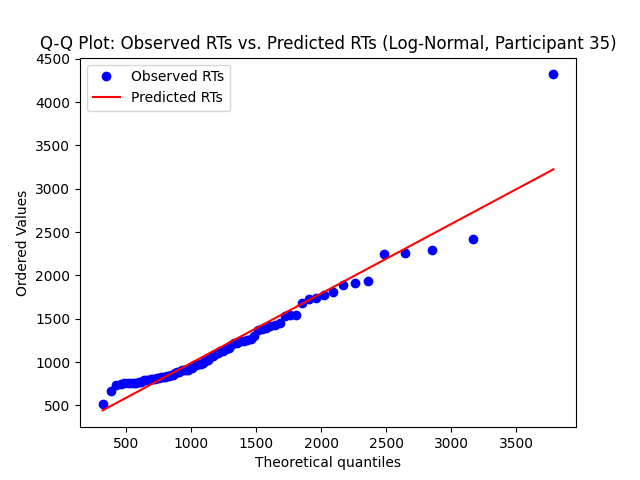 Q-Q Plot: Observed RTs vs. Predicted RTs (Log-Normal, Participant 35)
Observed RTs
Predicted RTs
4500
4000
3500
3000
2500
2000
1500
1000
500
Ordered Values
500 1000 1500 2000 2500 3000 3500
Theoretical quantiles